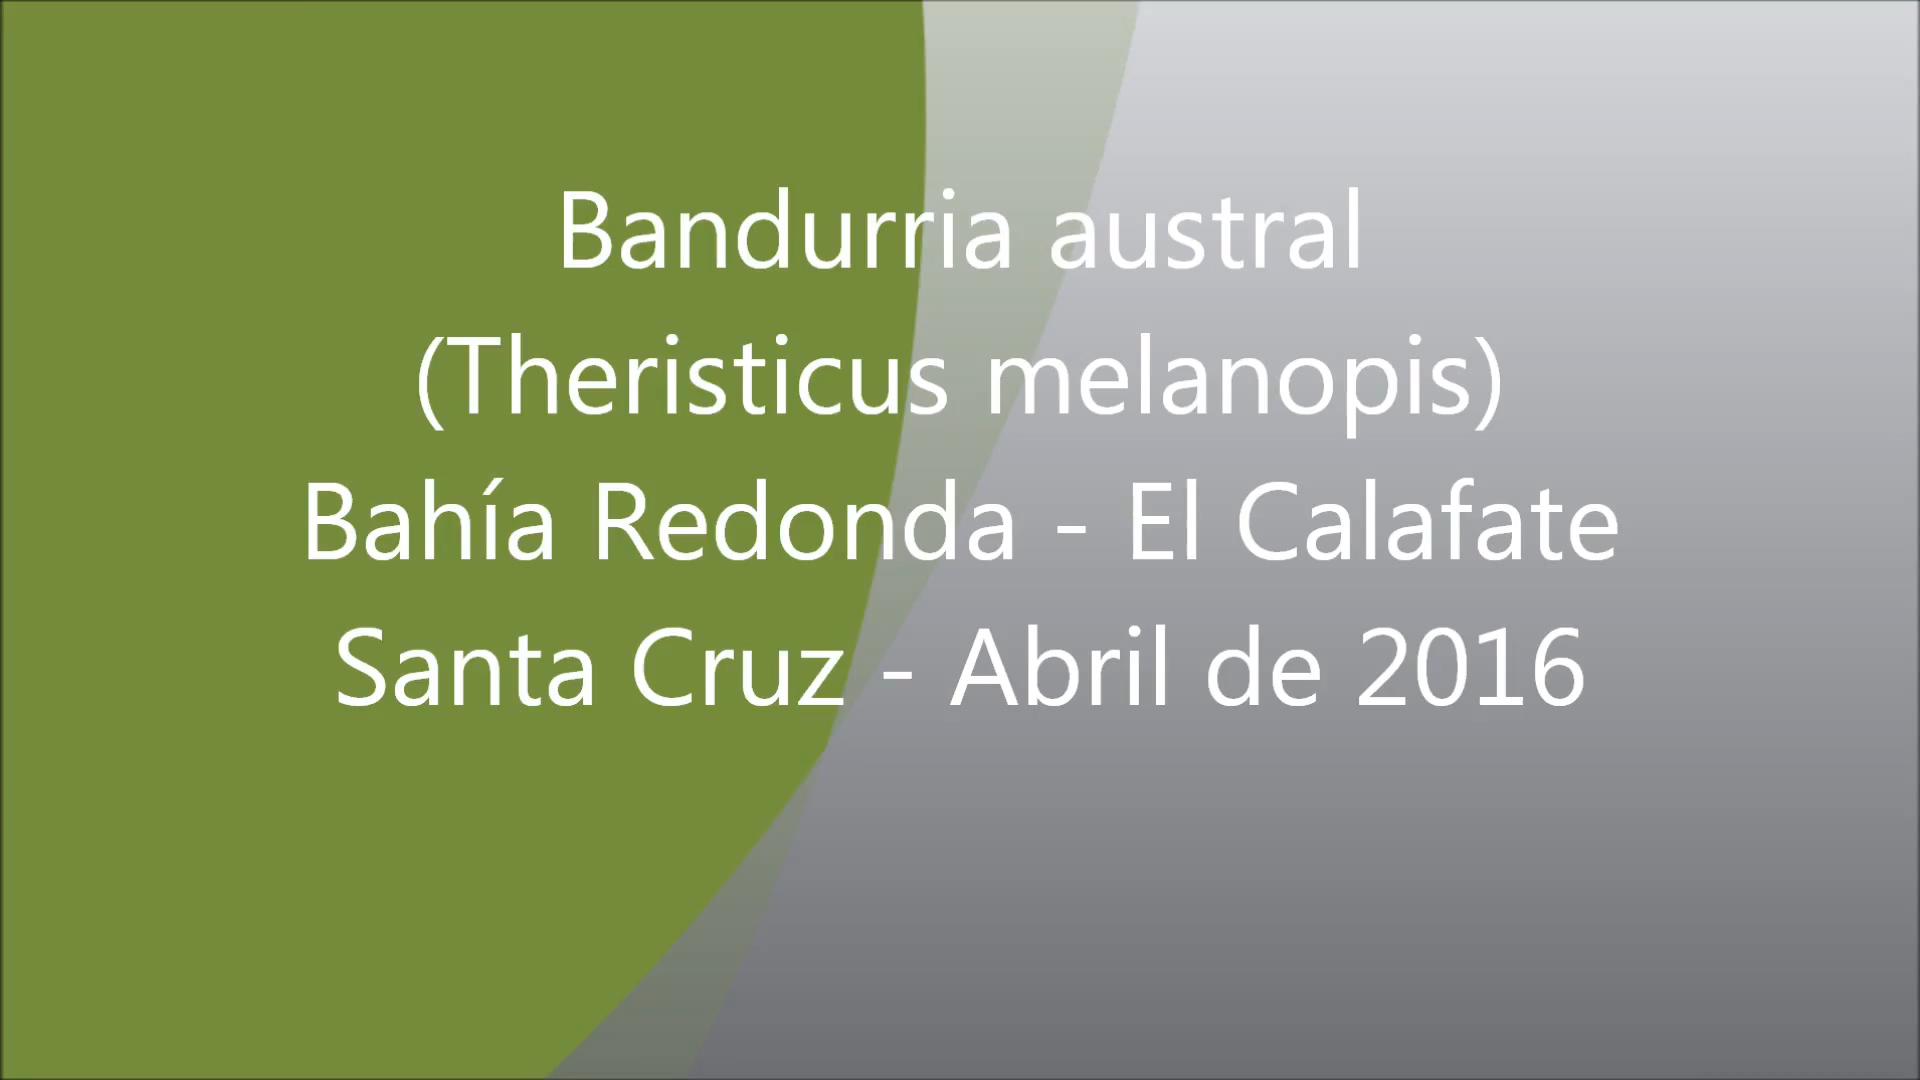 Bandurria austral
(Theristicus melanopis)
Bahía Redonda - El Calafate
Santa Cruz - Abril de 2016